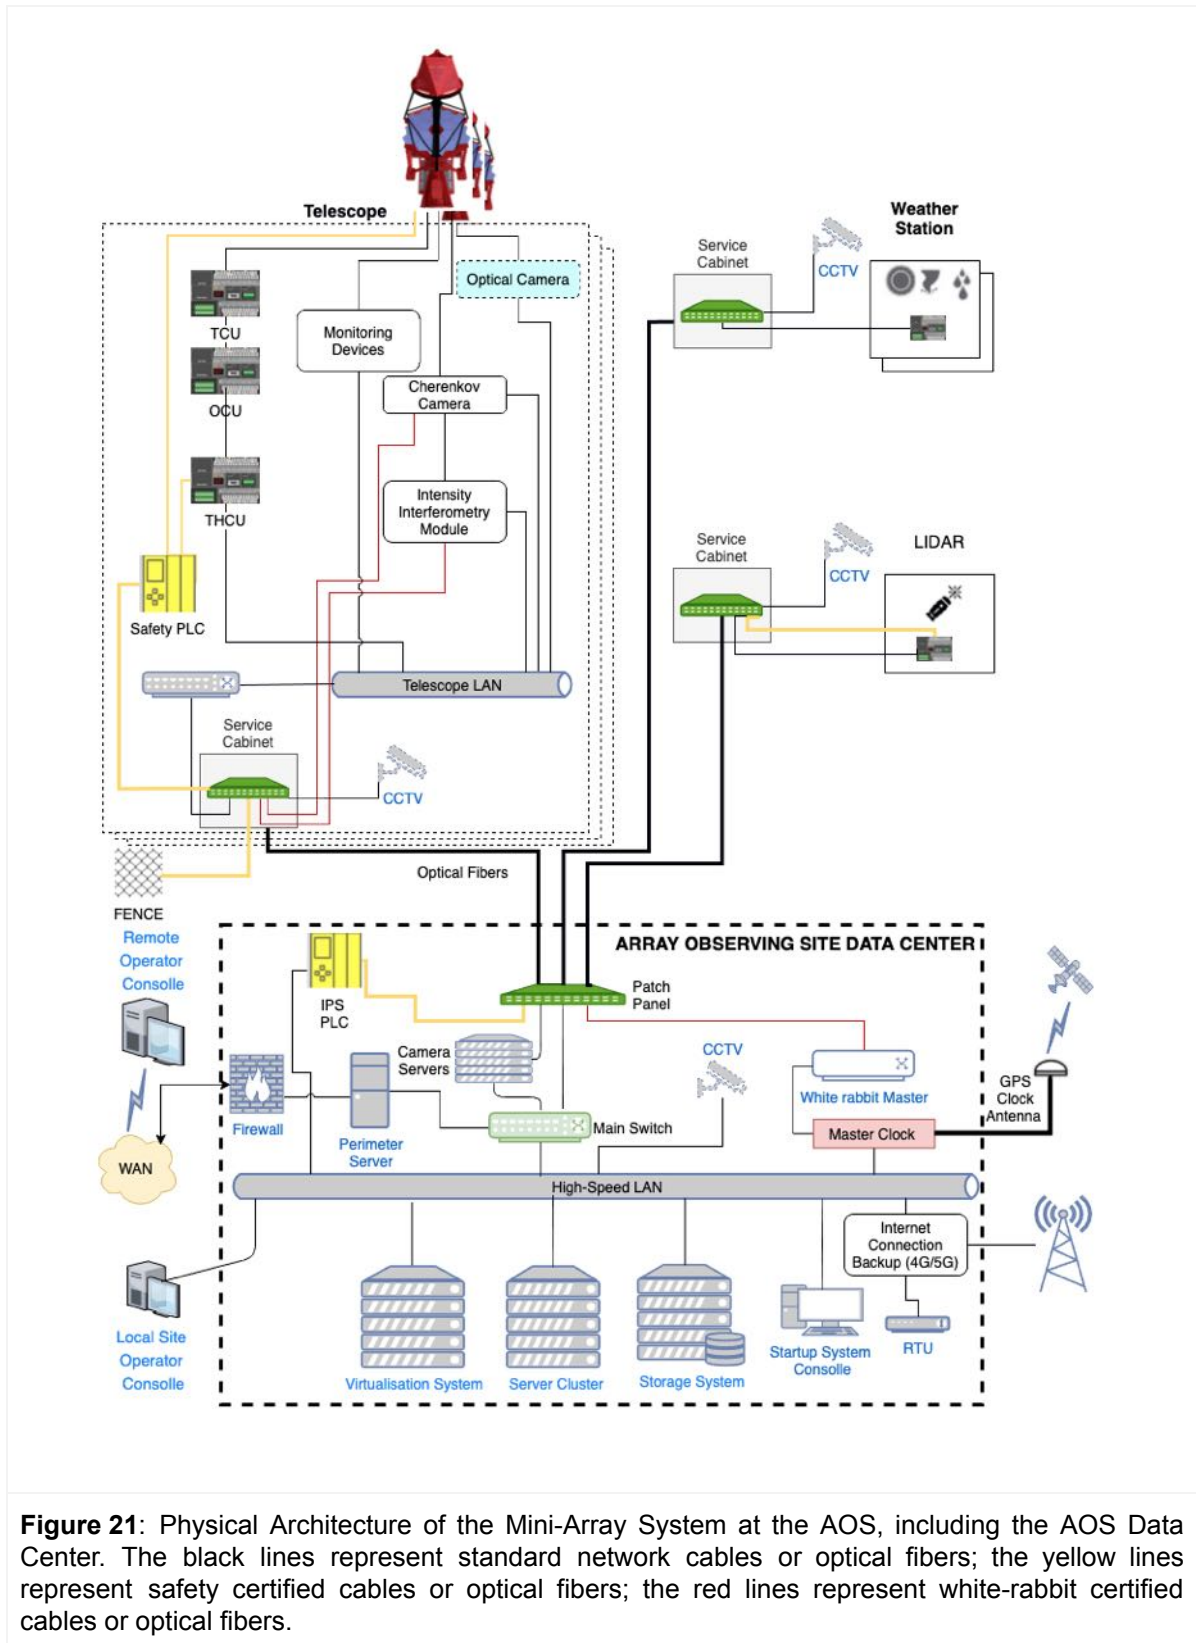 Telescope
Weather
Station
Service
Cabinet
CCTV
Optical Camera
TCU
Monitoring
Devices
OCU
Cherenkov
Camera
THCU
Intensity
Interferometry
Module
Service
Cabinet
CCTV
LIDAR
Safety PLC
Telescope LAN
Service
Cabinet
CCTV
Optical Fibers
FENCE
Remote
Operator
Consolle
ARRAY OBSERVING SITE DATA CENTER
IPS
PLC
Patch
Panel
Camera
Servers
CCTV
GPS
Clock
Antenna
White rabbit Master
Firewall
Main Switch
Master Clock
Perimeter
Server
WAN
High-Speed LAN
Internet
Connection
Backup (4G/5G)
Local Site
Operator
Consolle
Virtualisation System
Server Cluster
Storage System
Startup System
Consolle
RTU
Figure 21: Physical Architecture of the Mini-Array System at the AOS, including the AOS Data
Center. The black lines represent standard network cables or optical fibers; the yellow lines
represent safety certified cables or optical fibers; the red lines represent white-rabbit certified
cables or optical fibers.